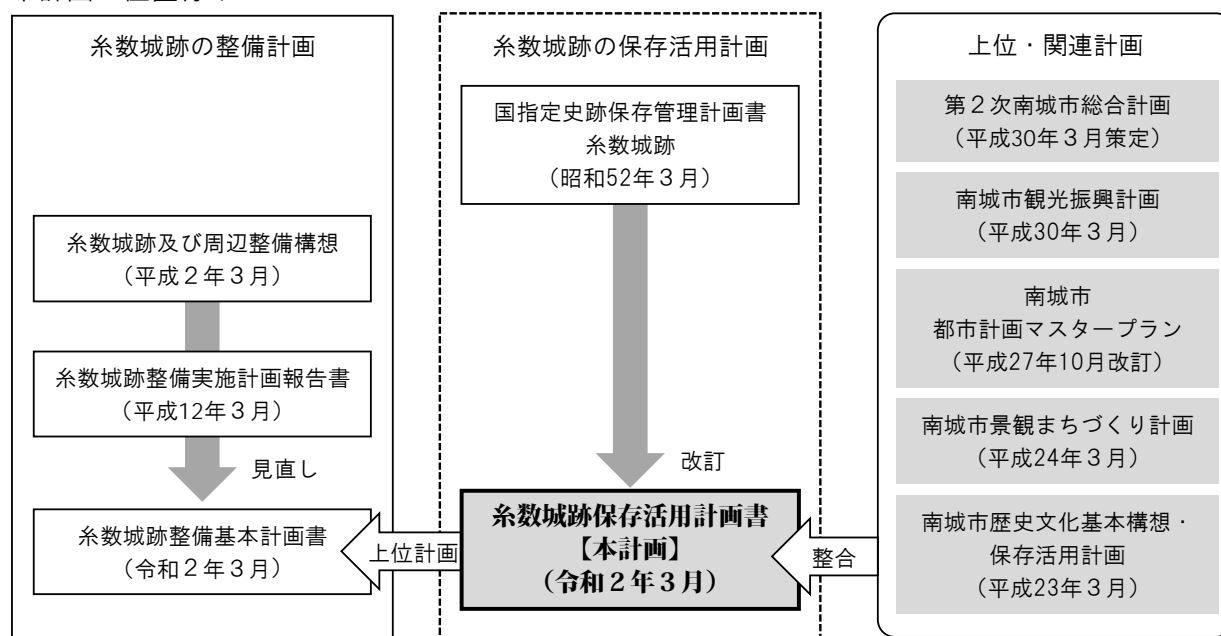 糸数城跡の整備計画
糸数城跡及び周辺整備構想
（平成２年３月）
糸数城跡整備実施計画報告書
（平成12年３月）
見直し
糸数城跡整備基本計画書
（令和２年３月）
上位計画
糸数城跡の保存活用計画
国指定史跡保存管理計画書
糸数城跡
（昭和52年３月）
改訂
糸数城跡保存活用計画書
【本計画】
（令和２年３月）
整合
上位・関連計画
第２次南城市総合計画
（平成30年３月策定）
南城市観光振興計画
（平成30年３月）
南城市
都市計画マスタープラン
（平成27年10月改訂）
南城市景観まちづくり計画
（平成24年３月）
南城市歴史文化基本構想・
保存活用計画
（平成23年３月）